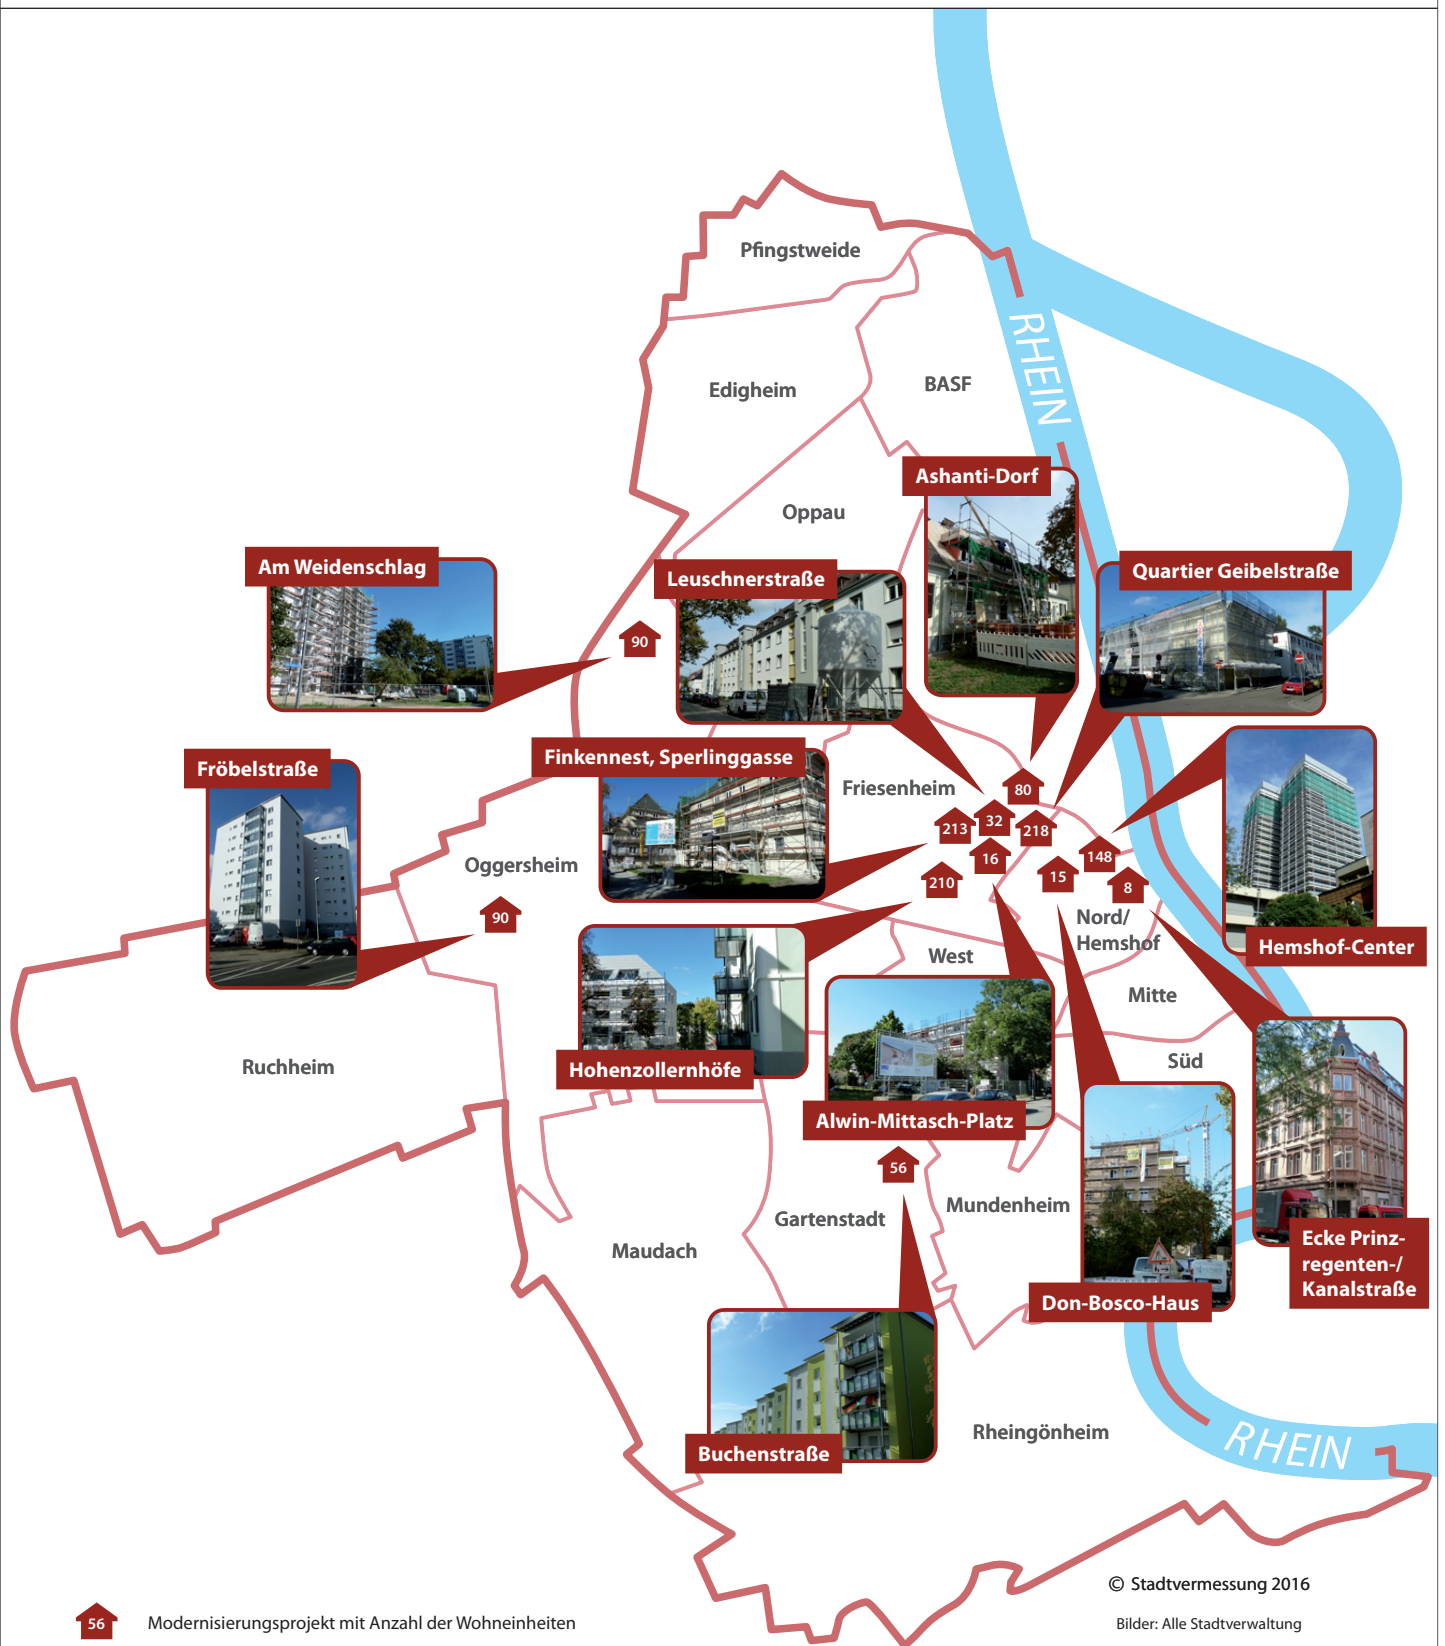 Pfingstweide
RHEIN
Edigheim
BASF
Ashanti-Dorf
Oppau
Am Weidenschlag
Leuschnerstraße
Quartier Geibelstraße
90
Finkennest, Sperlinggasse
Fröbelstraße
Friesenheim
80
213
32
218
16
148
15
8
210
Oggersheim
90
Nord/
Hemshof
Hemshof-Center
West
Mitte
Hohenzollernhöfe
Ruchheim
Süd
Alwin-Mittasch-Platz
56
Gartenstadt
Mundenheim
Maudach
Ecke Prinz-
regenten-/
Kanalstraße
Don-Bosco-Haus
Buchenstraße
Rheingönheim
RHEIN
© Stadtvermessung 2016
56 Modernisierungsprojekt mit Anzahl der Wohneinheiten
Bilder: Alle Stadtverwaltung